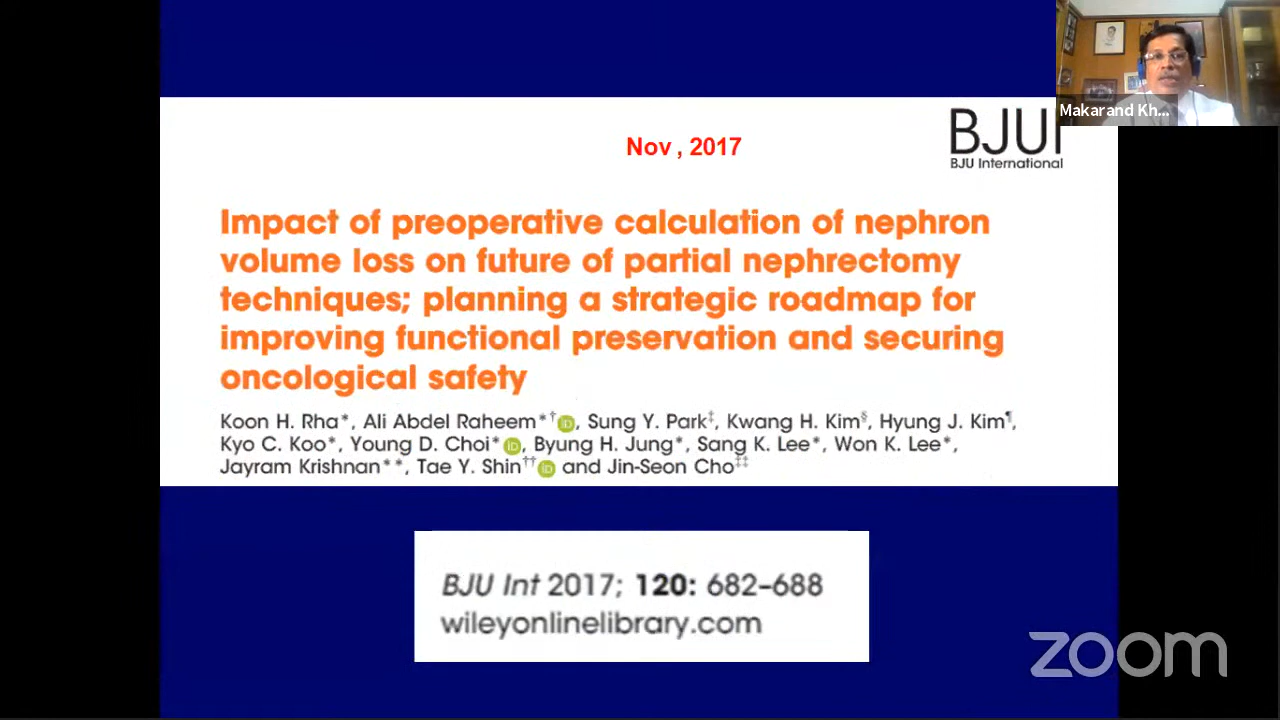 Makarand Kh...
Nov , 2017
BJUI
BJU International
Impact of preoperative calculation of nephron
volume loss on future of partial nephrectomy
techniques; planning a strategic roadmap for
improving functional preservation and securing
oncological safety
Koon H. Rha*, Ali Abdel Raheem*† iD, Sung Y. Park‡, Kwang H. Kim§, Hyung J. Kim¶,
Kyo C. Koo*, Young D. Choi* iD, Byung H. Jung*, Sang K. Lee*, Won K. Lee*,
Jayram Krishnan**, Tae Y. Shin†† iD and Jin-Seon Cho‡‡
BJU Int 2017; 120: 682–688
wileyonlinelibrary.com
zoom